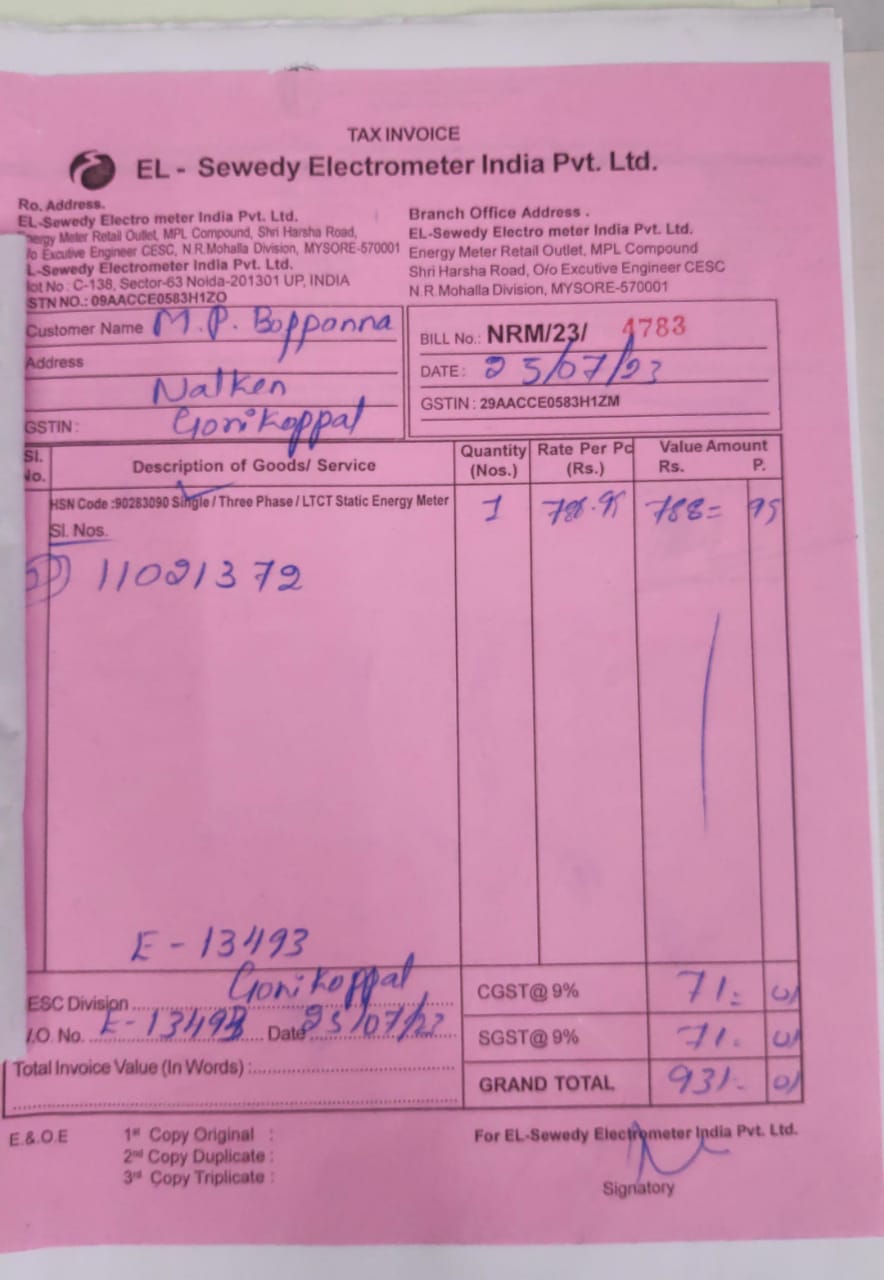 TAX INVOICE
EL - Sewedy Electrometer India Pvt. Ltd.
Ro. Address.
EL-Sewedy Electro meter India Pvt. Ltd.
Energy Meter Retail Outlet, MPL Compound, Shri Harsha Road,
/o Excutive Engineer CESC, N.R.Mohalla Division, MYSORE-570001
L-Sewedy Electrometer India Pvt. Ltd.
lot No : C-138, Sector-63 Noida-201301 UP, INDIA
STN NO.: 09AACCE0583H1ZO
Branch Office Address .
EL-Sewedy Electro meter India Pvt. Ltd.
Energy Meter Retail Outlet, MPL Compound
Shri Harsha Road, O/o Excutive Engineer CESC
N.R.Mohalla Division, MYSORE-570001
Customer Name M.P. Bopponna
Address
Nalken
GSTIN : Gonikoppal
BILL No.: NRM/23/ 4783
DATE : 25/07/23
GSTIN : 29AACCE0583H1ZM
Sl. No. Description of Goods/ Service Quantity (Nos.) Rate Per Pc (Rs.) Value Amount Rs. P.
HSN Code :90283090 Single / Three Phase / LTCT Static Energy Meter 1 788.95 788= 95
Sl. Nos.
11021372
E - 13493
ESC Division Gonikoppal
I.O. No. E-13493 Date 25/07/23
CGST@ 9% 71= 01
SGST@ 9% 71. 01
Total Invoice Value (In Words) :
GRAND TOTAL 931- 01
E.&.O.E
1st Copy Original :
2nd Copy Duplicate :
3rd Copy Triplicate :
For EL-Sewedy Electrometer India Pvt. Ltd.
Signatory